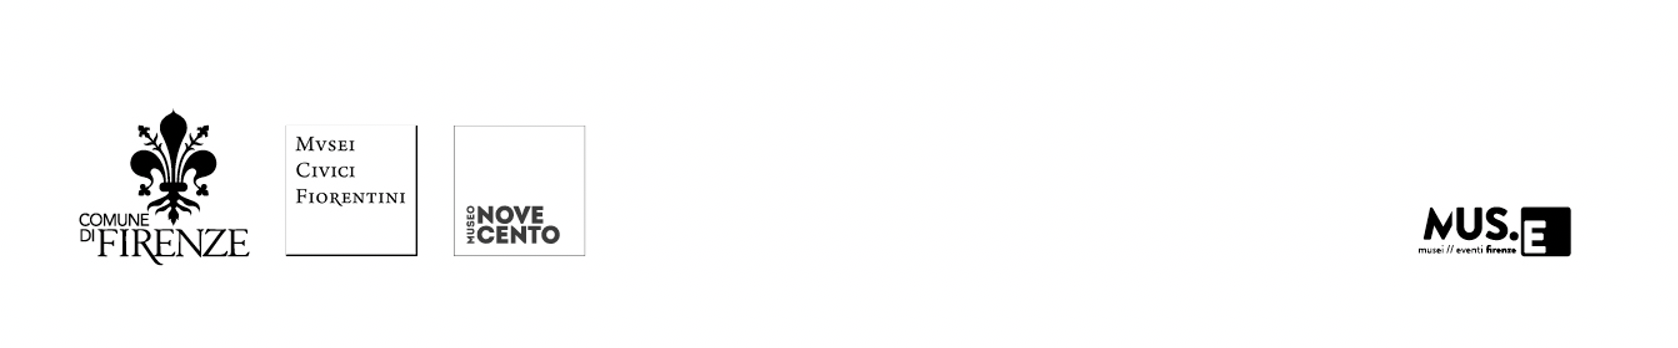 COMUNE
DI FIRENZE
MVSEI
CIVICI
FIORENTINI
MUSEO
NOVE
CENTO
MUS.E
musei // eventi firenze